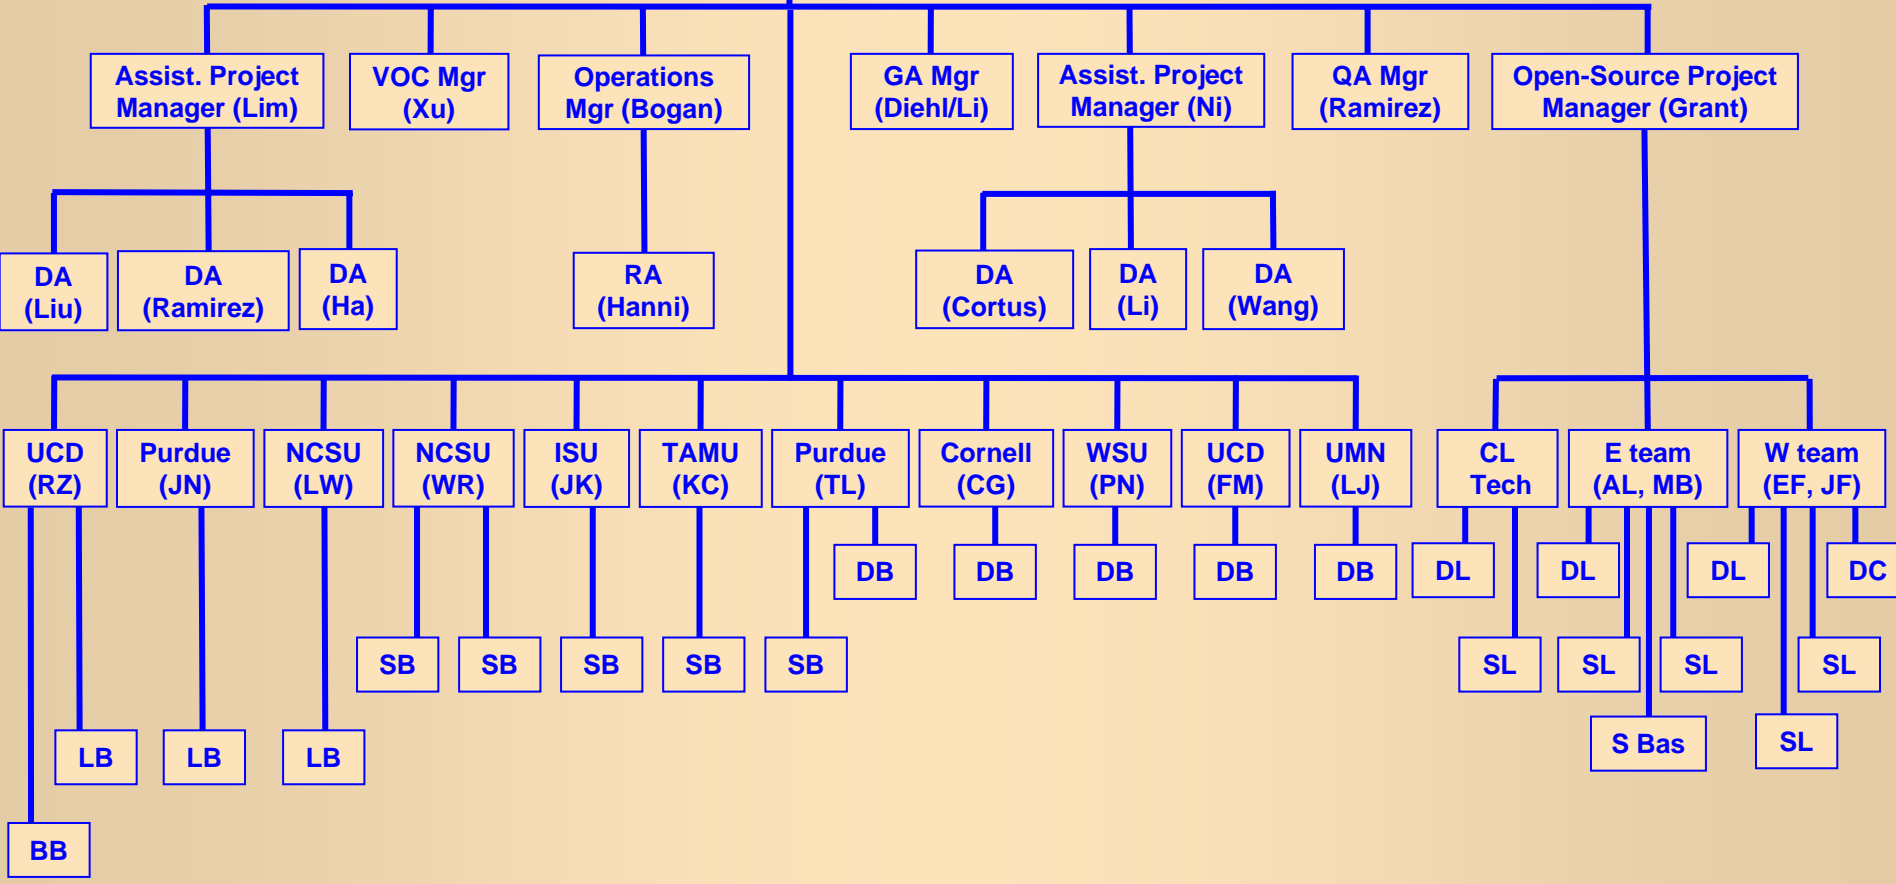 Assist. Project
Manager (Lim)
VOC Mgr
(Xu)
Operations
Mgr (Bogan)
GA Mgr
(Diehl/Li)
Assist. Project
Manager (Ni)
QA Mgr
(Ramirez)
Open-Source Project
Manager (Grant)
DA
(Liu)
DA
(Ramirez)
DA
(Ha)
RA
(Hanni)
DA
(Cortus)
DA
(Li)
DA
(Wang)
UCD
(RZ)
Purdue
(JN)
NCSU
(LW)
NCSU
(WR)
ISU
(JK)
TAMU
(KC)
Purdue
(TL)
Cornell
(CG)
WSU
(PN)
UCD
(FM)
UMN
(LJ)
CL
Tech
E team
(AL, MB)
W team
(EF, JF)
DB
DB
DB
DB
DB
DL
DL
DL
DC
SB
SB
SB
SB
SB
SL
SL
SL
SL
LB
LB
LB
S Bas
SL
BB